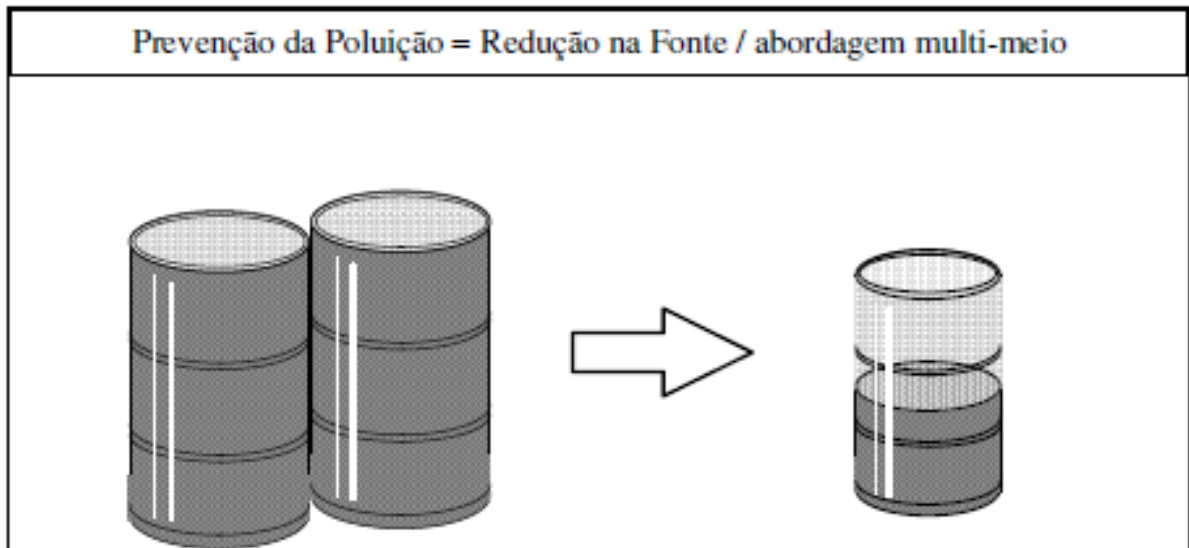 Prevenção da Poluição = Redução na Fonte / abordagem multi-meio